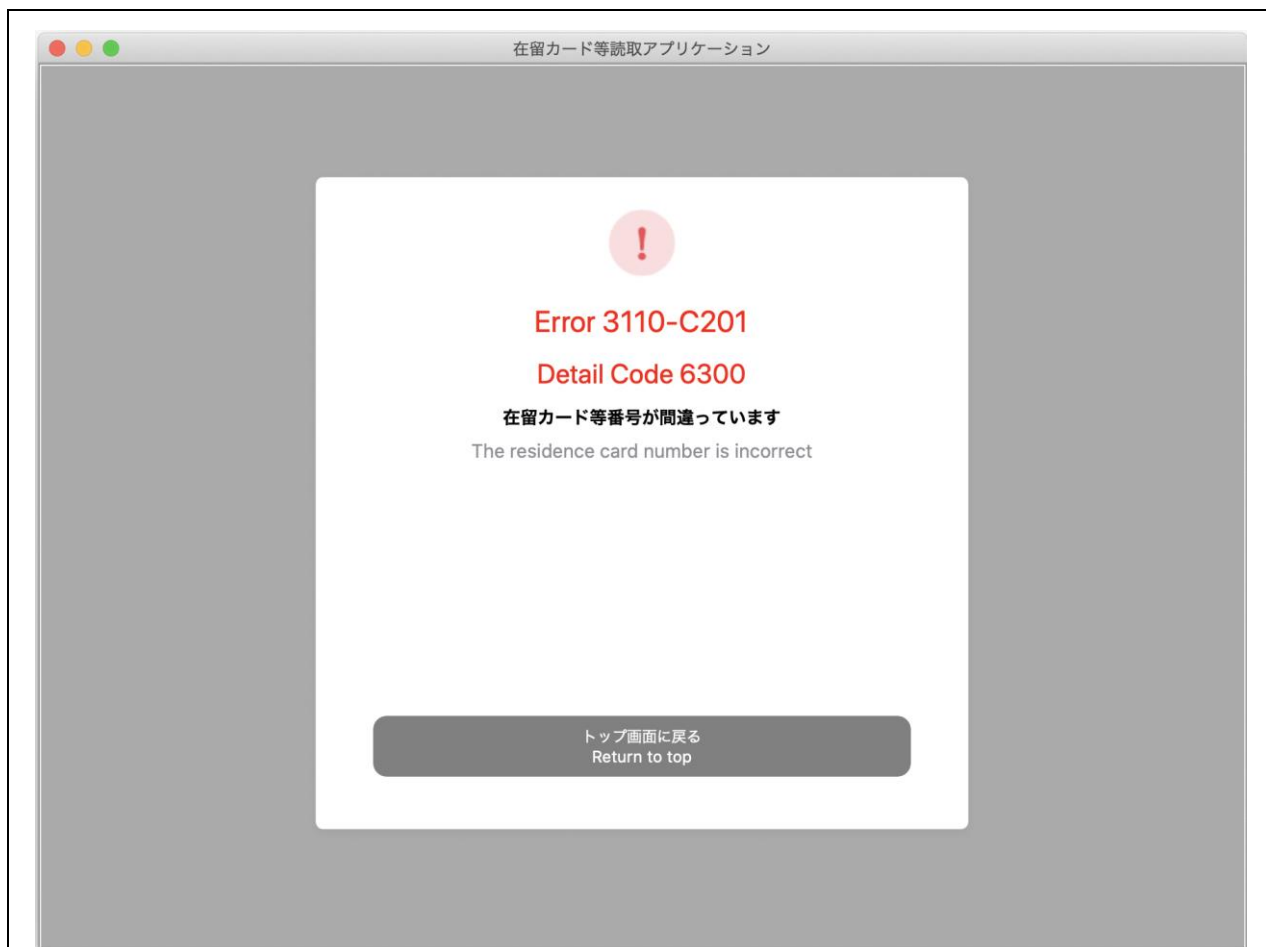 在留カード等読取アプリケーション
!
Error 3110-C201
Detail Code 6300
在留カード等番号が間違っています
The residence card number is incorrect
トップ画面に戻る
Return to top